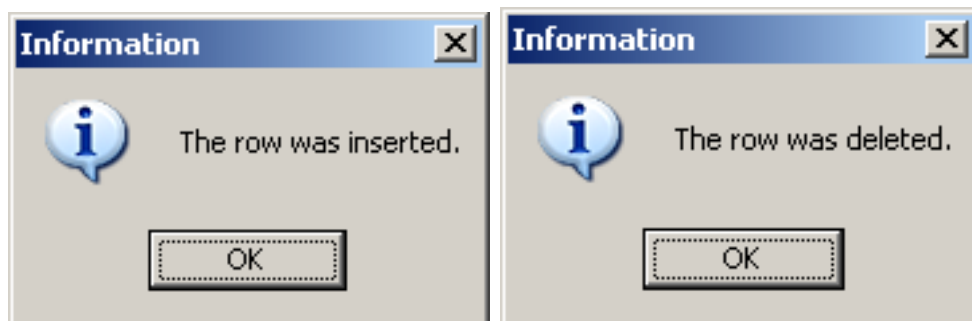 Information
The row was inserted.
OK
Information
The row was deleted.
OK